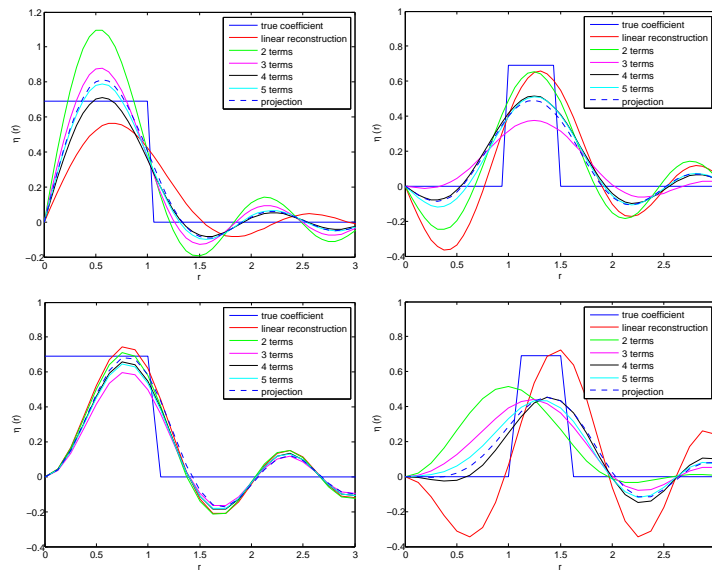 1.2
1
0.8
0.6
0.4
0.2
0
−0.2
0
0.5
1
1.5
2
2.5
3
r
η (r)
true coefficient
linear reconstruction
2 terms
3 terms
4 terms
5 terms
projection
1
0.8
0.6
0.4
0.2
0
−0.2
−0.4
0
0.5
1
1.5
2
2.5
r
η (r)
true coefficient
linear reconstruction
2 terms
3 terms
4 terms
5 terms
projection
1
0.8
0.6
0.4
0.2
0
−0.2
−0.4
0
0.5
1
1.5
2
2.5
3
r
η (r)
true coefficient
linear reconstruction
2 terms
3 terms
4 terms
5 terms
projection
1
0.8
0.6
0.4
0.2
0
−0.2
−0.4
0
0.5
1
1.5
2
2.5
r
η (r)
true coefficient
linear reconstruction
2 terms
3 terms
4 terms
5 terms
projection